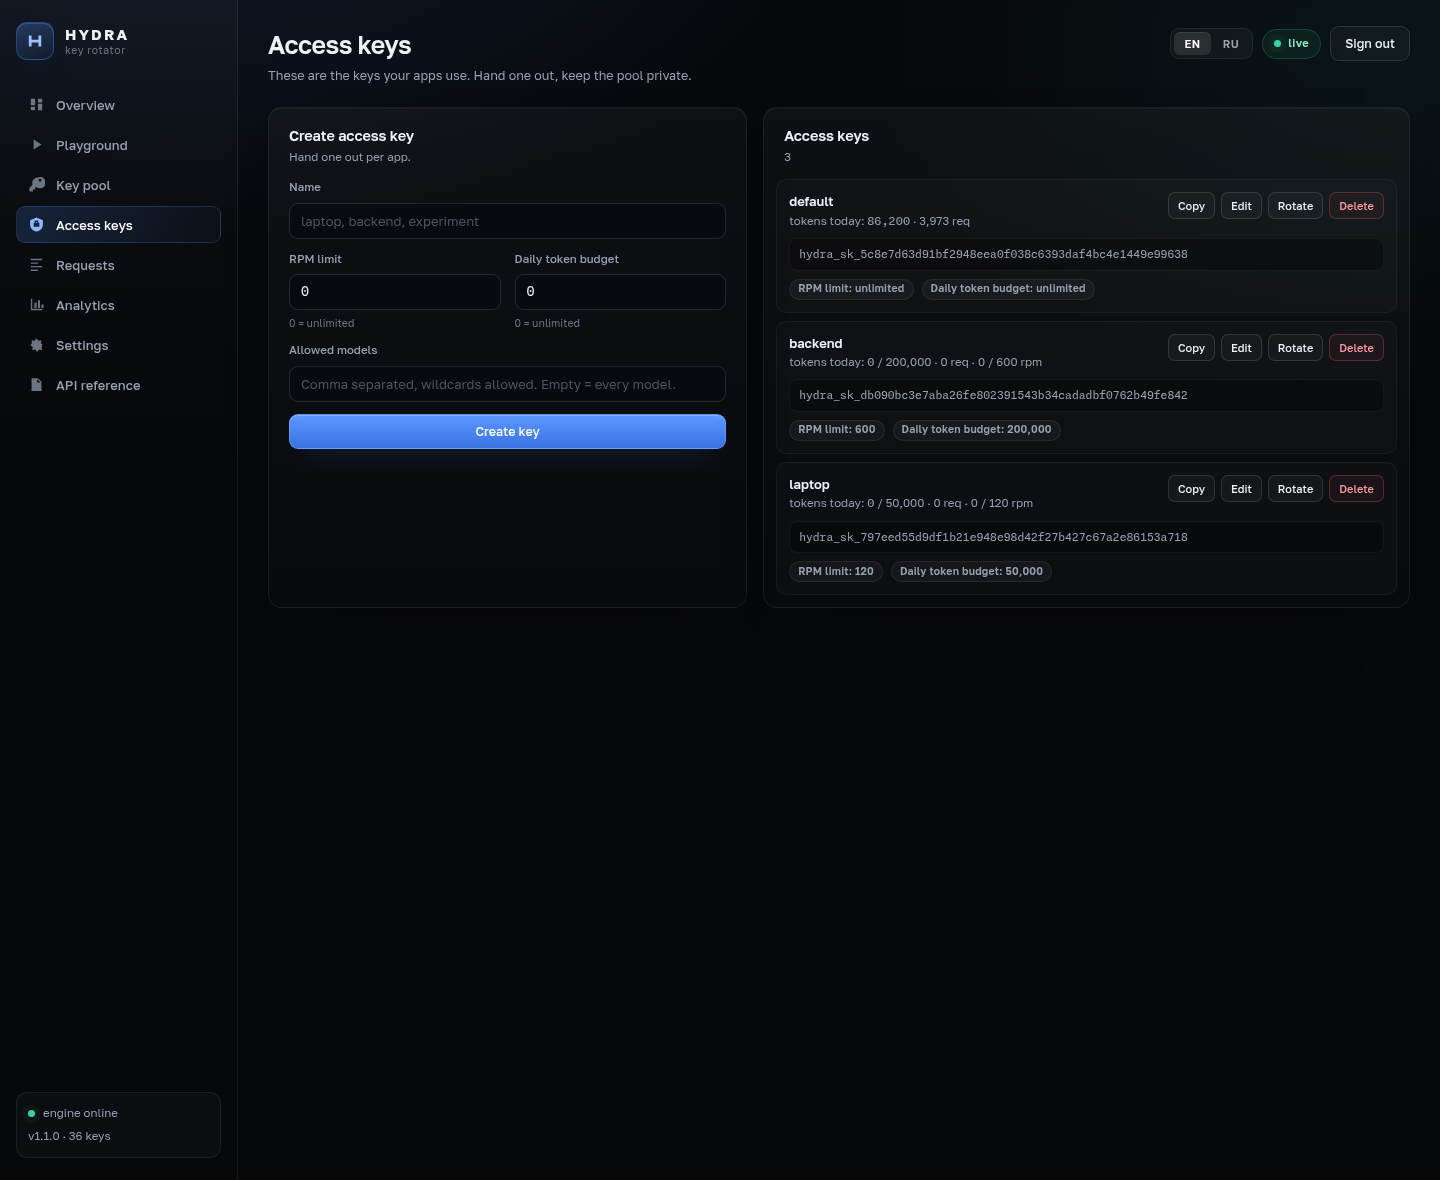 HYDRA
key rotator
Overview
Playground
Key pool
Access keys
Requests
Analytics
Settings
API reference
engine online
v1.1.0 · 36 keys
Access keys
These are the keys your apps use. Hand one out, keep the pool private.
EN RU
live
Sign out
Create access key
Hand one out per app.
Name
laptop, backend, experiment
RPM limit Daily token budget
0 0
0 = unlimited 0 = unlimited
Allowed models
Comma separated, wildcards allowed. Empty = every model.
Create key
Access keys
3
default
Copy Edit Rotate Delete
tokens today: 86,200 · 3,973 req
hydra_sk_5c8e7d63d91bf2948eea0f038c6393daf4bc4e1449e99638
RPM limit: unlimited Daily token budget: unlimited
backend
Copy Edit Rotate Delete
tokens today: 0 / 200,000 · 0 req · 0 / 600 rpm
hydra_sk_db090bc3e7aba26fe802391543b34cadadbf0762b49fe842
RPM limit: 600 Daily token budget: 200,000
laptop
Copy Edit Rotate Delete
tokens today: 0 / 50,000 · 0 req · 0 / 120 rpm
hydra_sk_797eed55d9df1b21e948e98d42f27b427c67a2e86153a718
RPM limit: 120 Daily token budget: 50,000